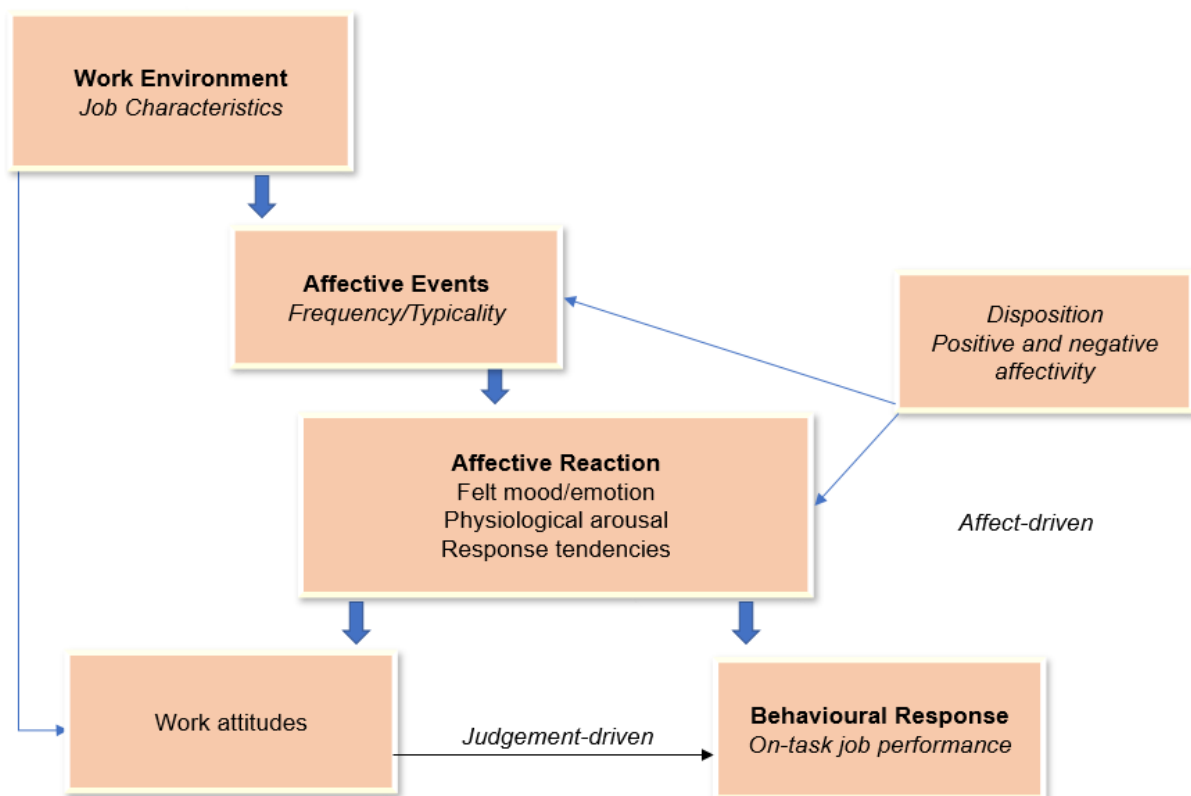 Work Environment
Job Characteristics
Affective Events
Frequency/Typicality
Disposition
Positive and negative
affectivity
Affective Reaction
Felt mood/emotion
Physiological arousal
Response tendencies
Affect-driven
Work attitudes
Judgement-driven
Behavioural Response
On-task job performance